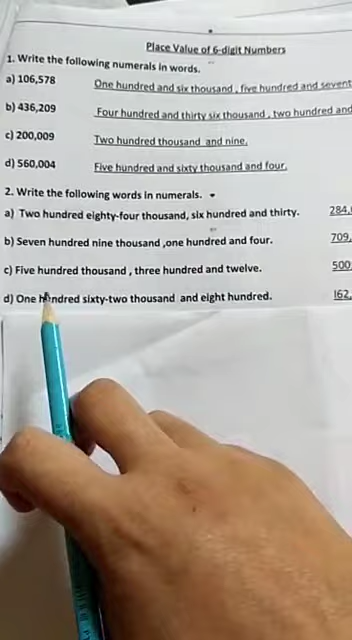 Place Value of 6-digit Numbers
1. Write the following numerals in words.
a) 106,578 One hundred and six thousand , five hundred and sevent
b) 436,209 Four hundred and thirty six thousand , two hundred and
c) 200,009 Two hundred thousand and nine.
d) 560,004 Five hundred and sixty thousand and four.
2. Write the following words in numerals.
a) Two hundred eighty-four thousand, six hundred and thirty. 284,
b) Seven hundred nine thousand ,one hundred and four. 709,
c) Five hundred thousand , three hundred and twelve. 500
d) One hundred sixty-two thousand and eight hundred. 162,